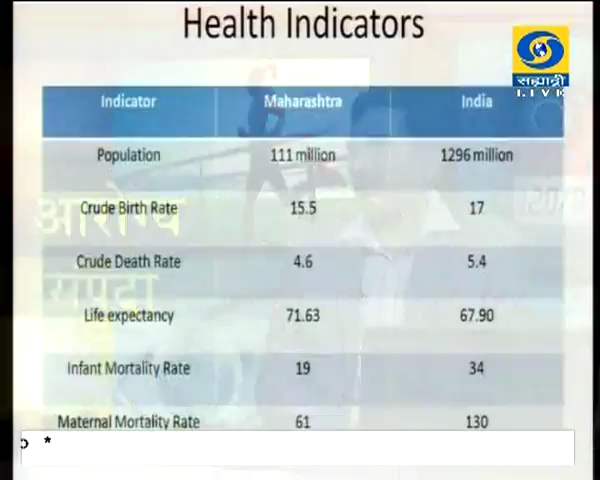 Health Indicators
सह्याद्री
LIVE
Indicator Maharashtra India
Population 111 million 1296 million
Crude Birth Rate 15.5 17
आरोग्य
Crude Death Rate 4.6 5.4
संपदा
Life expectancy 71.63 67.90
Infant Mortality Rate 19 34
Maternal Mortality Rate 61 130
*